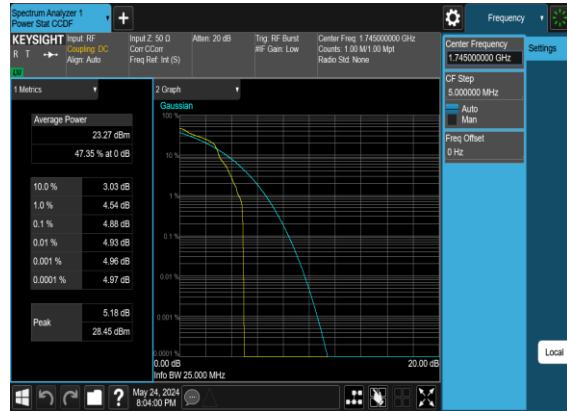 Spectrum Analyzer 1
Power Stat CCDF
Frequency
KEYSIGHT
R T
LW
Input: RF
Coupling: DC
Align: Auto
Input Z: 50 Ω
Corr CCorr
Freq Ref: Int (S)
Atten: 20 dB
Trig: RF Burst
#IF Gain: Low
Center Freq: 1.745000000 GHz
Counts: 1.00 M/1.00 Mpt
Radio Std: None
Center Frequency
1.745000000 GHz
Settings
CF Step
5.000000 MHz
Auto
Man
Freq Offset
0 Hz
1 Metrics
Average Power
23.27 dBm
47.35 % at 0 dB
10.0 % 3.03 dB
1.0 % 4.54 dB
0.1 % 4.88 dB
0.01 % 4.93 dB
0.001 % 4.96 dB
0.0001 % 4.97 dB
Peak
5.18 dB
28.45 dBm
2 Graph
Gaussian
100 %
10 %
1 %
0.1 %
0.01 %
0.001 %
0.0001 %
0.00 dB 20.00 dB
Info BW 25.000 MHz
Local
May 24, 2024
8:04:00 PM